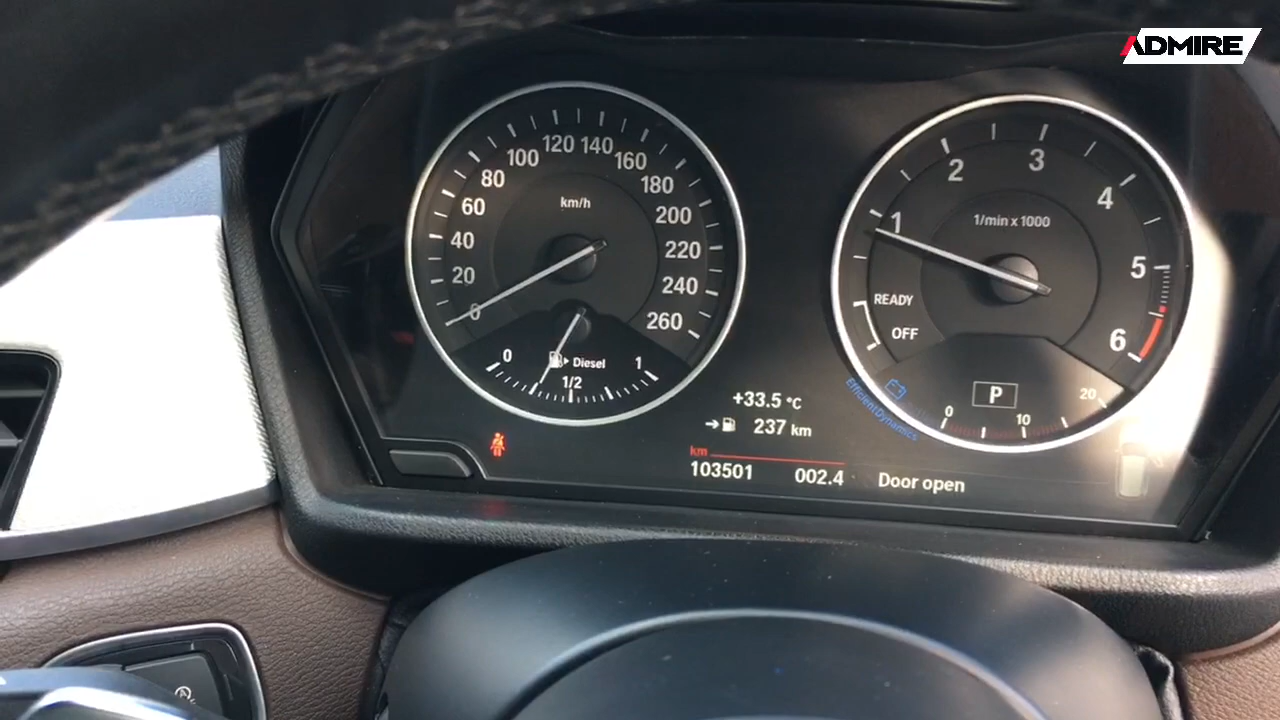 ADMIRE
0
20
40
60
80
100
120
140
160
180
200
220
240
260
km/h
0
1/2
1
Diesel
1
2
3
4
5
6
1/min x 1000
READY
OFF
P
0
10
20
EfficientDynamics
+33.5 °C
237 km
km
103501 002.4
Door open